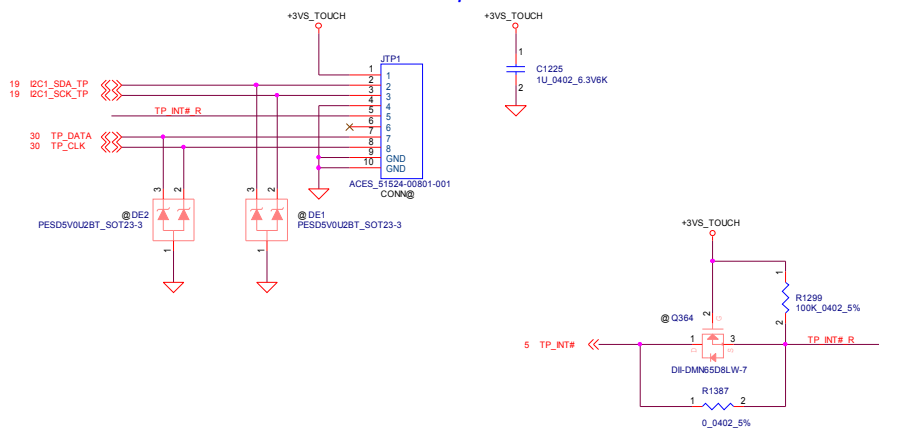 +3VS_TOUCH
+3VS_TOUCH
JTP1
C1225
1U_0402_6.3V6K
1
2
19 I2C1_SDA_TP
19 I2C1_SCK_TP
TP_INT#_R
30 TP_DATA
30 TP_CLK
1 1
2 2
3 3
4 4
5 5
6 6
7 7
8 8
9 GND
10 GND
ACES_51524-00801-001
CONN@
3 2
@DE2
PESD5V0U2BT_SOT23-3
1
3 2
@DE1
PESD5V0U2BT_SOT23-3
1
+3VS_TOUCH
1
R1299
100K_0402_5%
2
@Q364
2
G
5 TP_INT#
1 3
D S
TP_INT#_R
DII-DMN65D8LW-7
R1387
1 2
0_0402_5%